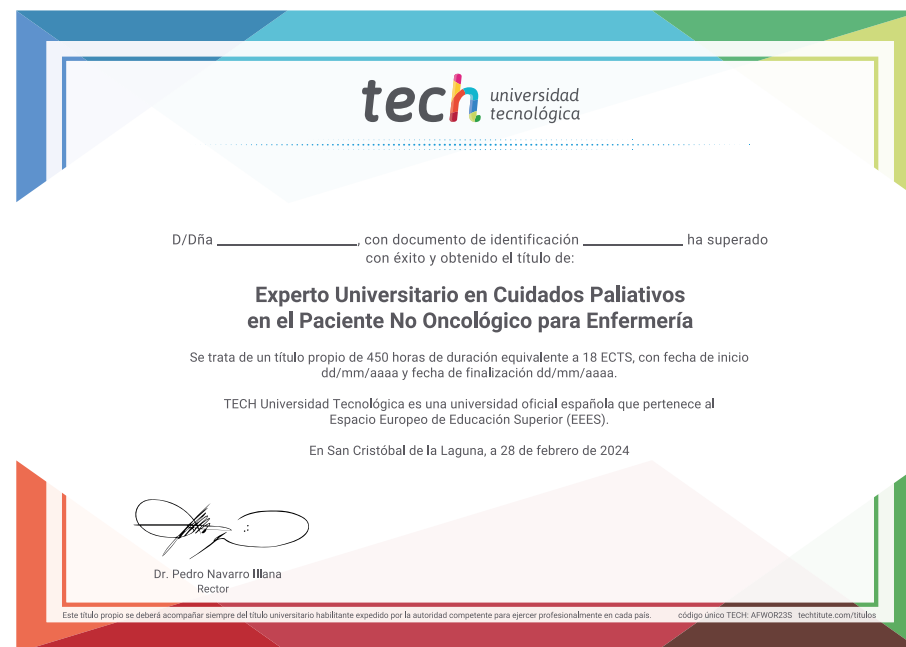 tech universidad
tecnológica
D/Dña ____________________, con documento de identificación ______________ ha superado
con éxito y obtenido el título de:
Experto Universitario en Cuidados Paliativos
en el Paciente No Oncológico para Enfermería
Se trata de un título propio de 450 horas de duración equivalente a 18 ECTS, con fecha de inicio
dd/mm/aaaa y fecha de finalización dd/mm/aaaa.
TECH Universidad Tecnológica es una universidad oficial española que pertenece al
Espacio Europeo de Educación Superior (EEES).
En San Cristóbal de la Laguna, a 28 de febrero de 2024
Dr. Pedro Navarro Illana
Rector
Este título propio se deberá acompañar siempre del título universitario habilitante expedido por la autoridad competente para ejercer profesionalmente en cada país. código único TECH: AFWOR23S techtitute.com/titulos